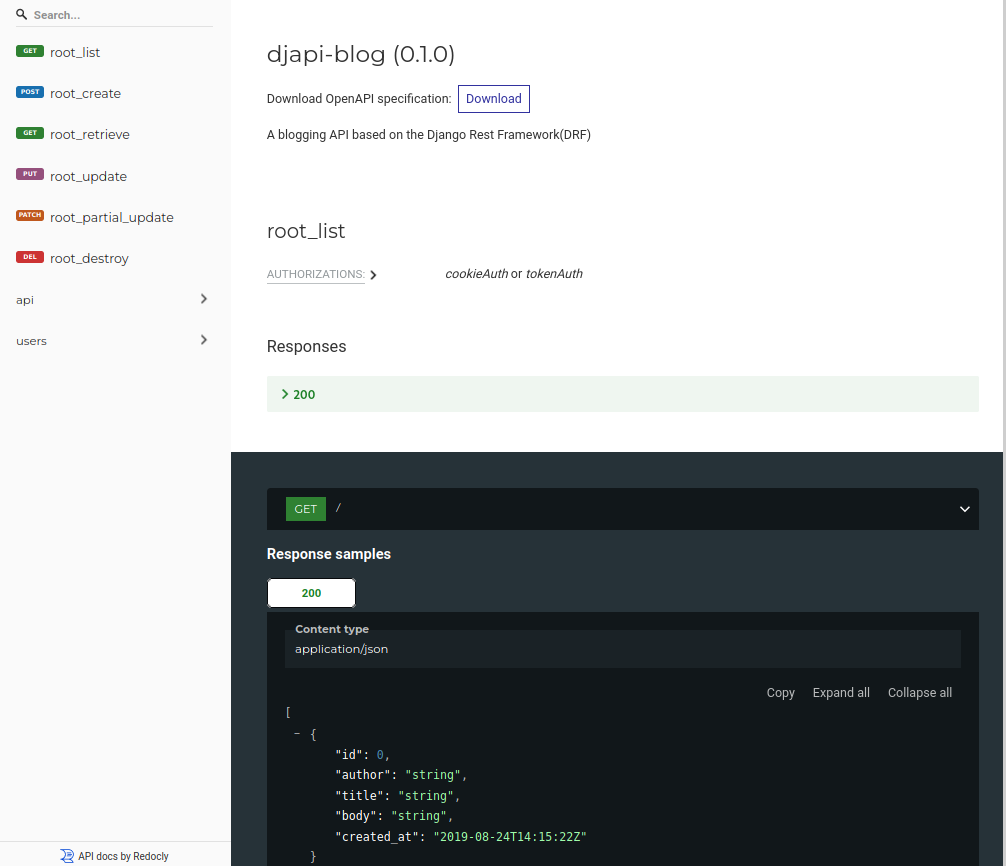 Search...
GET root_list
POST root_create
GET root_retrieve
PUT root_update
PATCH root_partial_update
DEL root_destroy
api
users
API docs by Redocly
djapi-blog (0.1.0)
Download OpenAPI specification: Download
A blogging API based on the Django Rest Framework(DRF)
root_list
AUTHORIZATIONS: cookieAuth or tokenAuth
Responses
200
GET /
Response samples
200
Content type
application/json
Copy Expand all Collapse all
[
- {
"id": 0,
"author": "string",
"title": "string",
"body": "string",
"created_at": "2019-08-24T14:15:22Z"
}